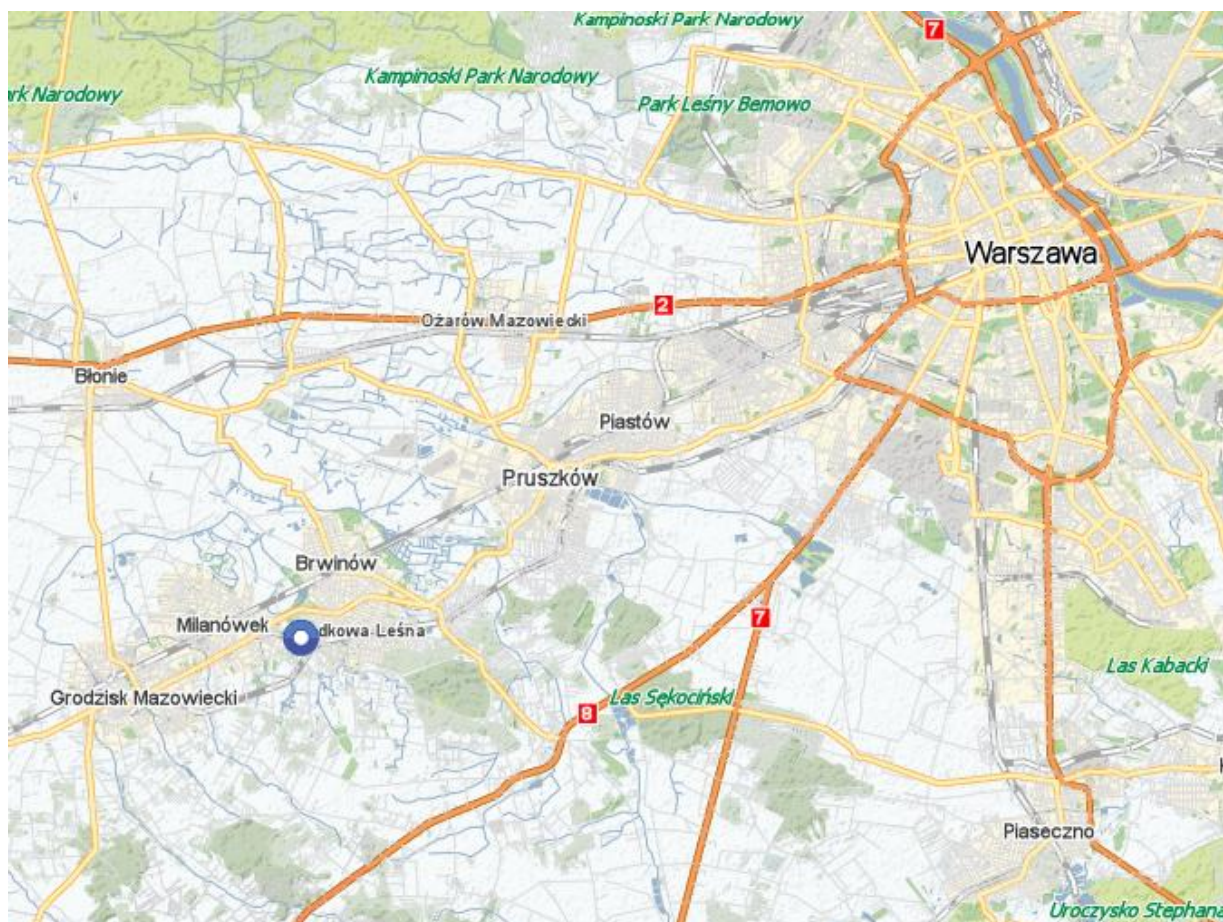 Kampinoski Park Narodowy
7
Kampinoski Park Narodowy
rk Narodowy
Park Leśny Bemowo
Warszawa
2
Ożarów Mazowiecki
Błonie
Piastów
Pruszków
Brwinów
7
Milanówek
dkowa Leśna
Las Kabacki
Grodzisk Mazowiecki
Las Sękociński
8
Piaseczno
Uroczysko Stephana